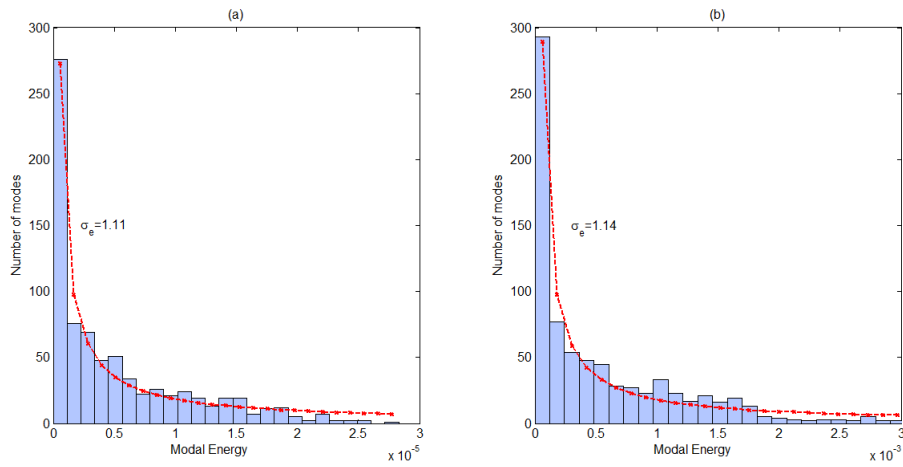 (a)
300
250
200
150
100
50
0
Number of modes
σe=1.11
0 0.5 1 1.5 2 2.5 3
Modal Energy
x 10-5
(b)
300
250
200
150
100
50
0
Number of modes
σe=1.14
0 0.5 1 1.5 2 2.5 3
Modal Energy
x 10-3